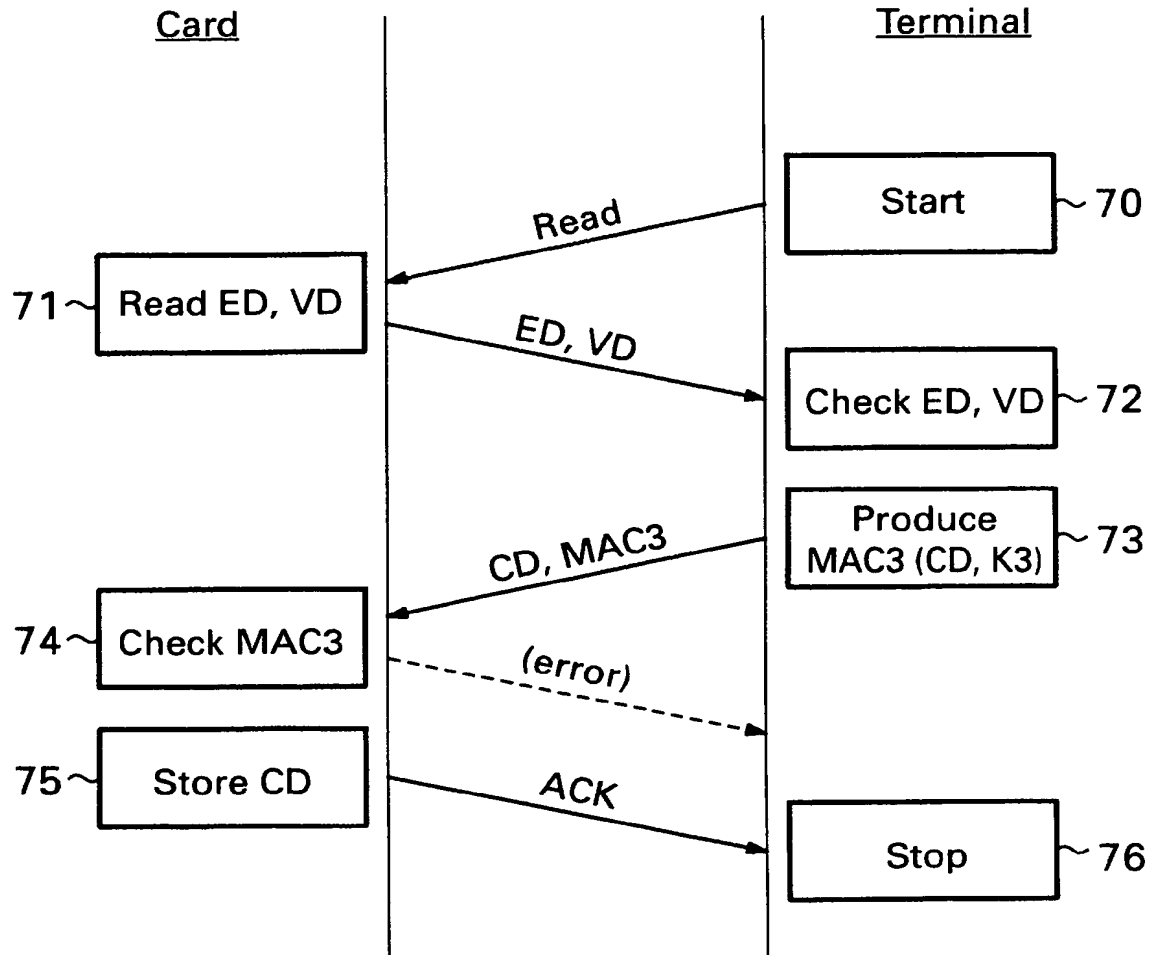 Card
Terminal
Start
70
Read
71
Read ED, VD
ED, VD
Check ED, VD
72
Produce
MAC3 (CD, K3)
73
CD, MAC3
74
Check MAC3
(error)
75
Store CD
ACK
Stop
76